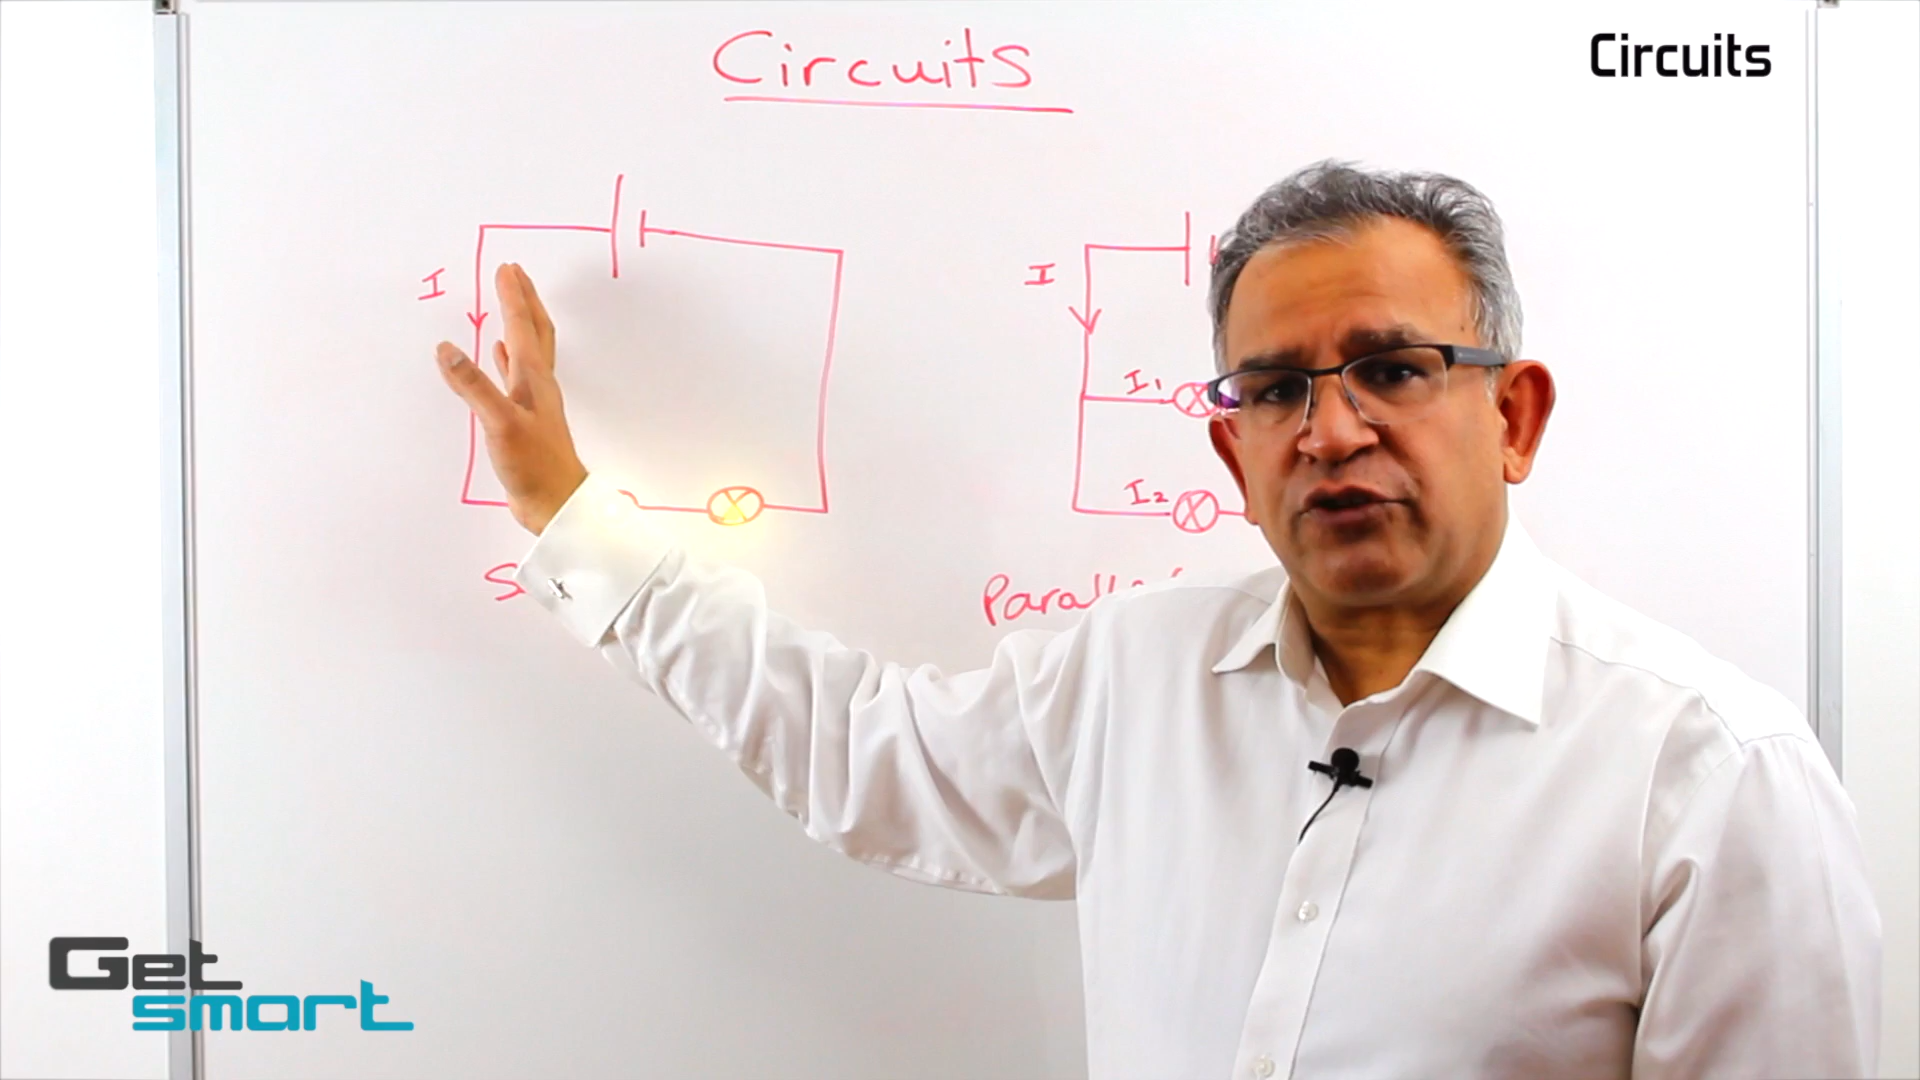 Circuits
Circuits
I
I
I₁
I₂
Get
smart